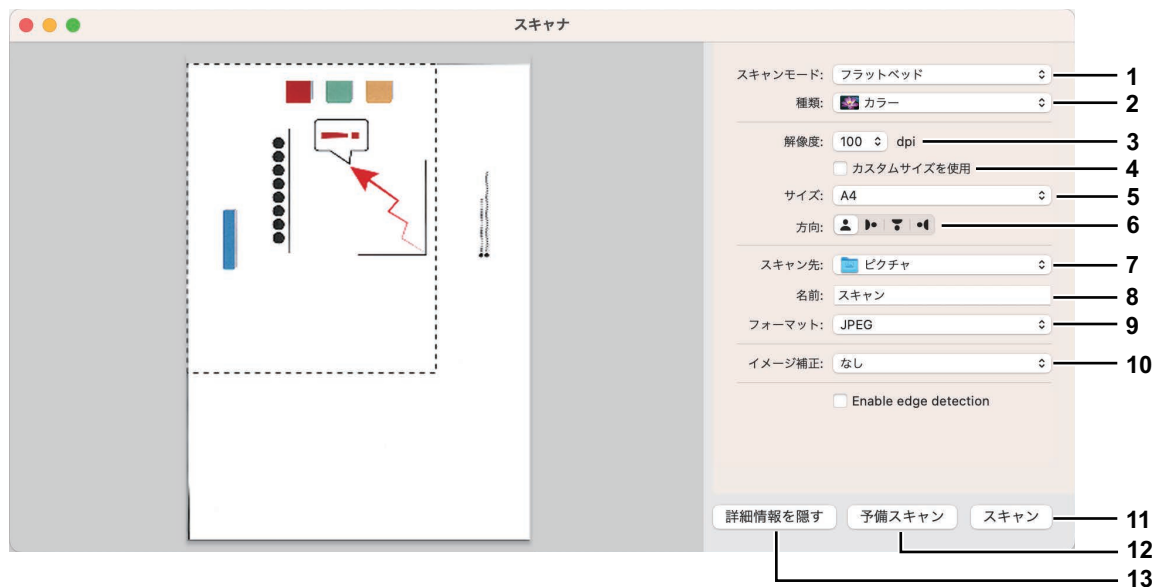 スキャナ
スキャンモード: フラットベッド 1
種類: カラー 2
解像度: 100 dpi 3
カスタムサイズを使用 4
サイズ: A4 5
方向: 6
スキャン先: ピクチャ 7
名前: スキャン 8
フォーマット: JPEG 9
イメージ補正: なし 10
Enable edge detection
詳細情報を隠す 予備スキャン スキャン 11
12
13